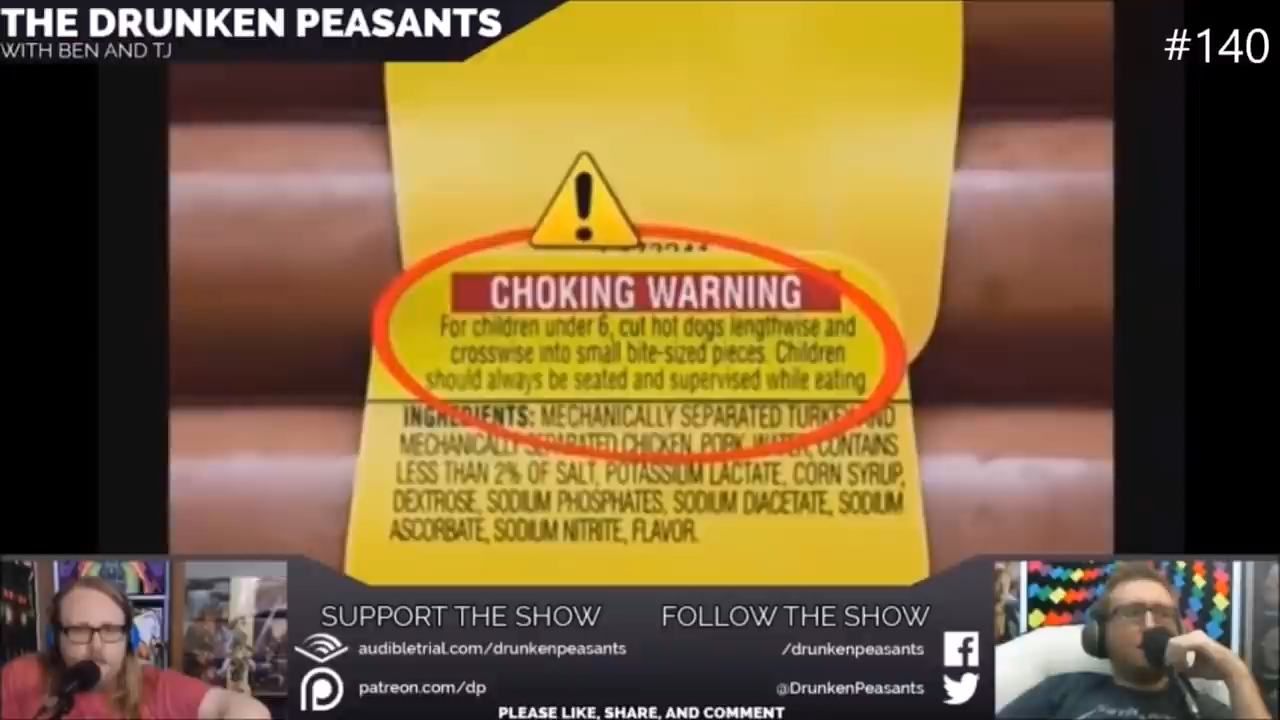 THE DRUNKEN PEASANTS
WITH BEN AND TJ
#140
CHOKING WARNING
For children under 6, cut hot dogs lengthwise and
crosswise into small bite-sized pieces. Children
should always be seated and supervised while eating
INGREDIENTS: MECHANICALLY SEPARATED TURKEY AND
MECHANICALLY SEPARATED CHICKEN, PORK, WATER, CONTAINS
LESS THAN 2% OF SALT, POTASSIUM LACTATE, CORN SYRUP,
DEXTROSE, SODIUM PHOSPHATES, SODIUM DIACETATE, SODIUM
ASCORBATE, SODIUM NITRITE, FLAVOR.
SUPPORT THE SHOW
audibletrial.com/drunkenpeasants
patreon.com/dp
FOLLOW THE SHOW
/drunkenpeasants
@DrunkenPeasants
PLEASE LIKE, SHARE, AND COMMENT